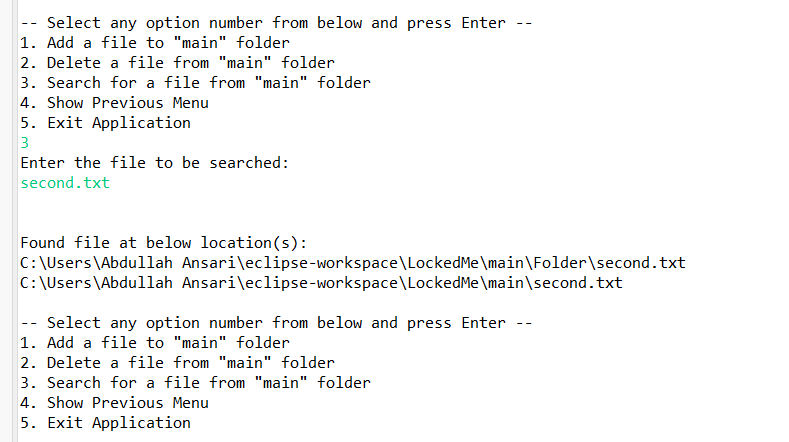 -- Select any option number from below and press Enter --
1. Add a file to "main" folder
2. Delete a file from "main" folder
3. Search for a file from "main" folder
4. Show Previous Menu
5. Exit Application
3
Enter the file to be searched:
second.txt
Found file at below location(s):
C:\Users\Abdullah Ansari\eclipse-workspace\LockedMe\main\Folder\second.txt
C:\Users\Abdullah Ansari\eclipse-workspace\LockedMe\main\second.txt
-- Select any option number from below and press Enter --
1. Add a file to "main" folder
2. Delete a file from "main" folder
3. Search for a file from "main" folder
4. Show Previous Menu
5. Exit Application